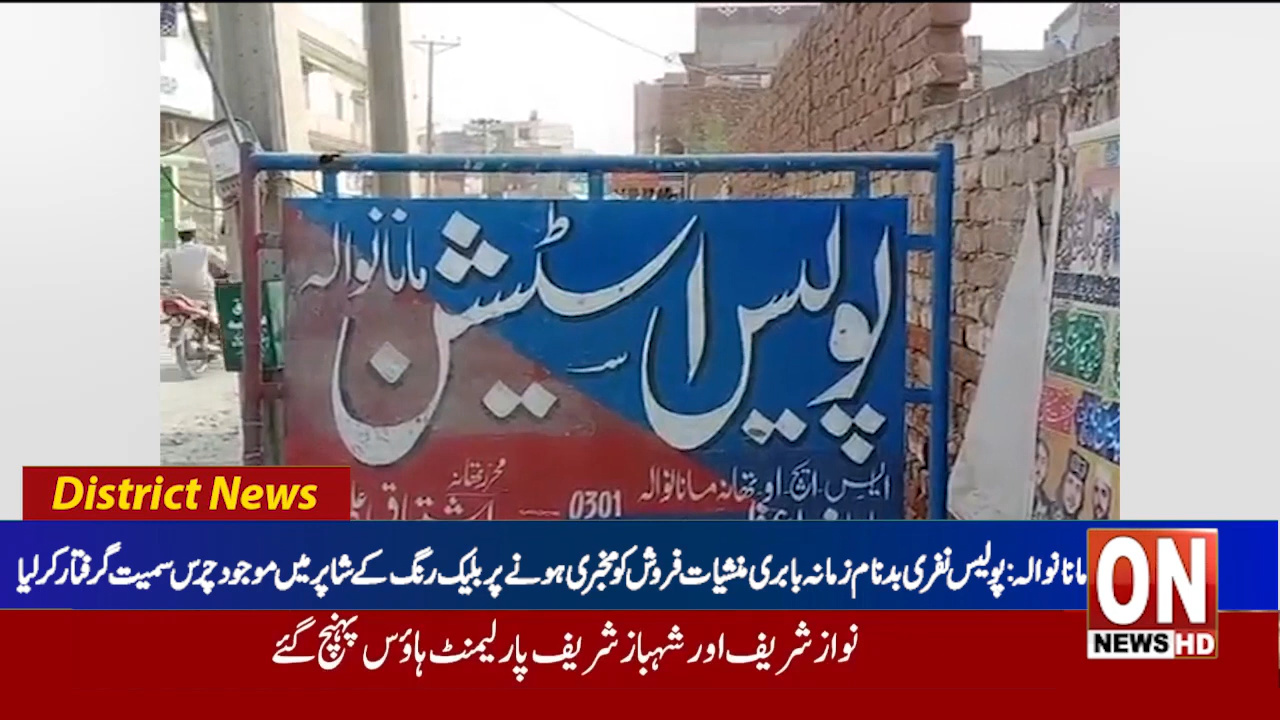 پولیس اسٹیشن مانانوالہ
ایس ایچ او تھانہ مانانوالہ
محرر تھانہ
0301
District News
مانانوالہ: پولیس نفری بدنام زمانہ بابری منشیات فروش کو مخبری ہونے پر بلیک رنگ کے شاپر میں موجود چرس سمیت گرفتار کر لیا
نواز شریف اور شہباز شریف پارلیمنٹ ہاؤس پہنچ گئے
ON
NEWS HD